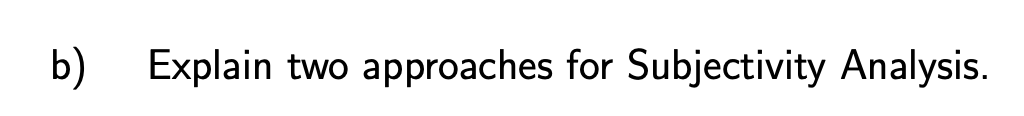 b) Explain two approaches for Subjectivity Analysis.